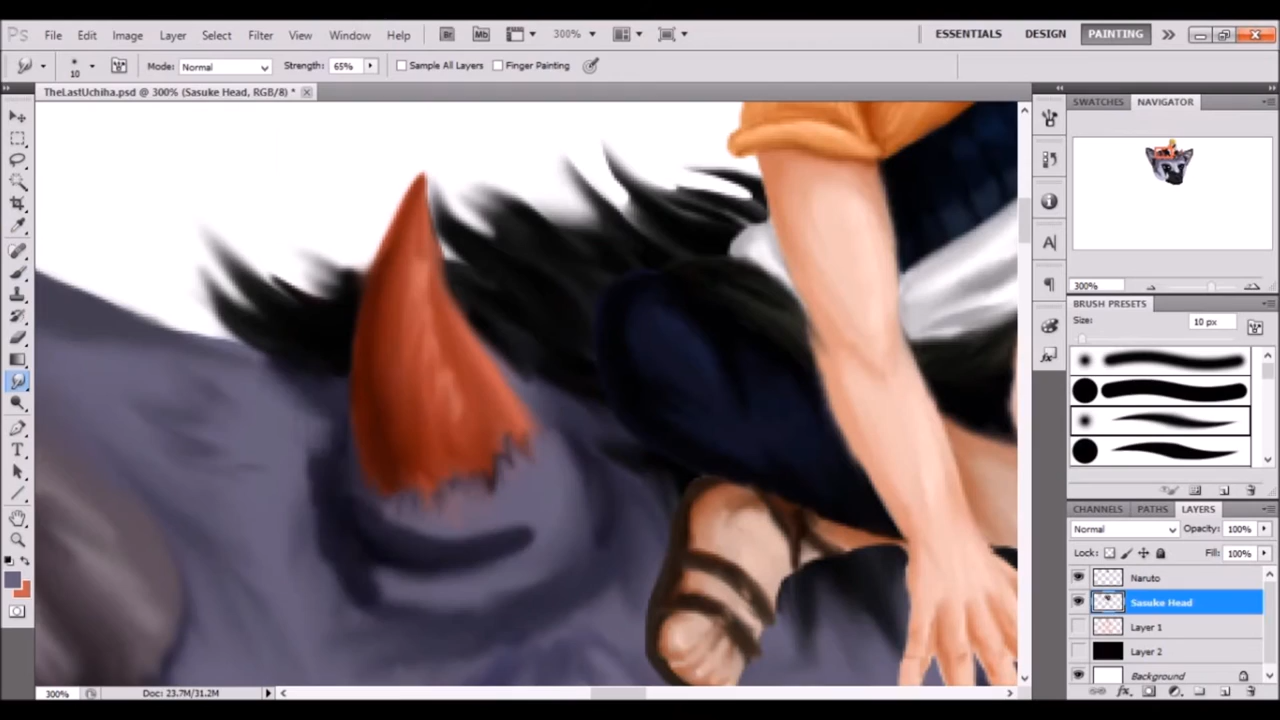 Ps File Edit Image Layer Select Filter View Window Help Br Mb 300% ESSENTIALS DESIGN PAINTING
10 Mode: Normal Strength: 65% Sample All Layers Finger Painting
TheLastUchiha.psd @ 300% (Sasuke Head, RGB/8) *
SWATCHES NAVIGATOR
300%
BRUSH PRESETS
Size: 10 px
CHANNELS PATHS LAYERS
Normal Opacity: 100%
Lock: Fill: 100%
Naruto
Sasuke Head
Layer 1
Layer 2
Background
300% Doc: 23.7M/31.2M